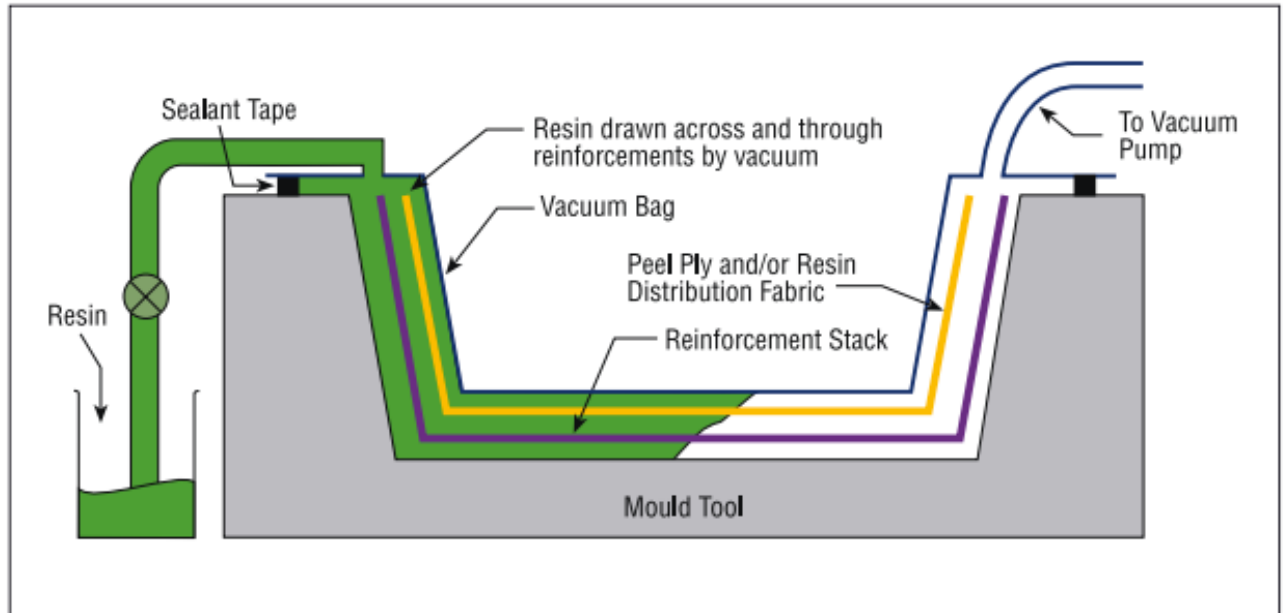 Sealant Tape
Resin drawn across and through
reinforcements by vacuum
To Vacuum
Pump
Vacuum Bag
Peel Ply and/or Resin
Distribution Fabric
Resin
Reinforcement Stack
Mould Tool